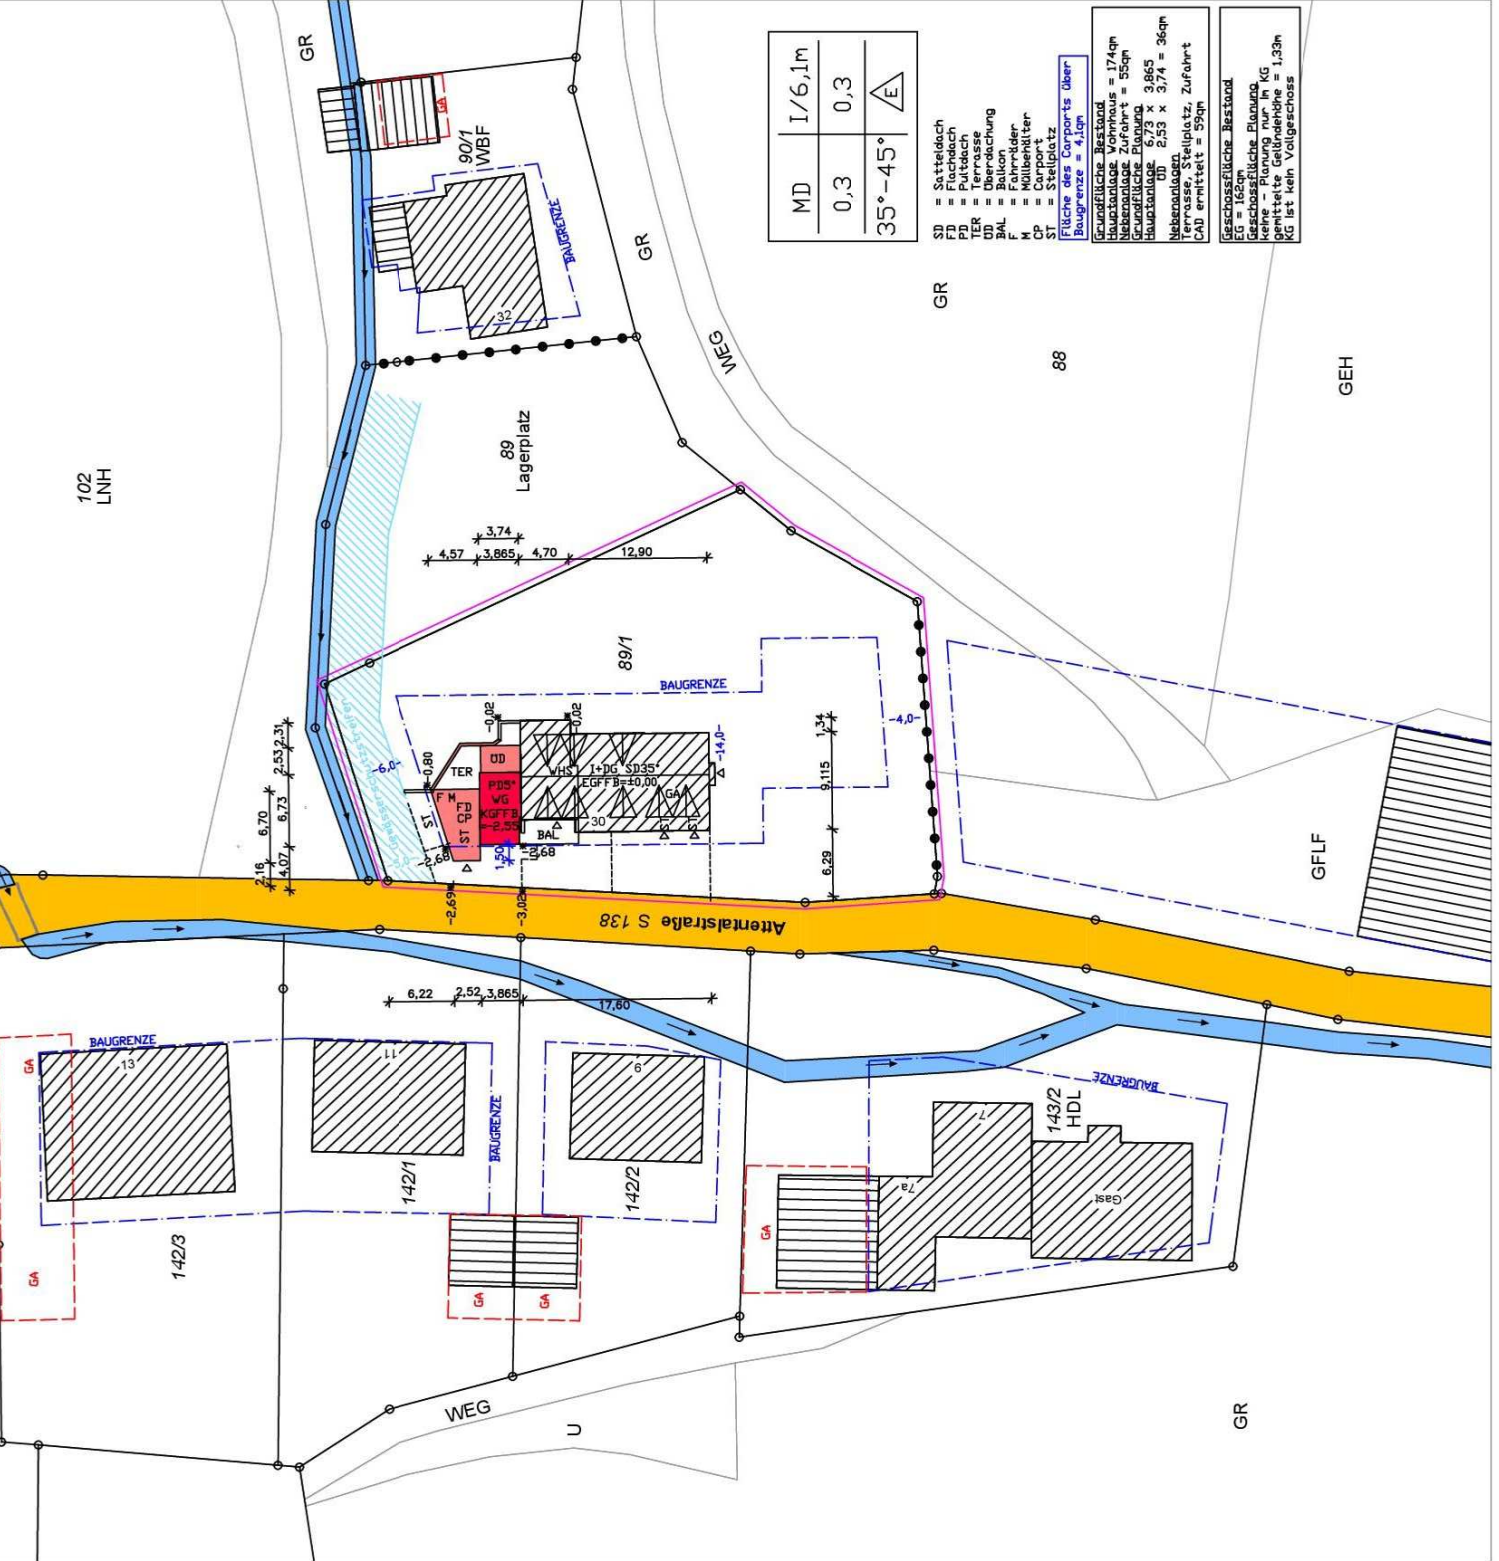 MD
I/6,1m
0,3
0,3
35°-45°
E
SD = Satteldach
FD = Flachdach
PD = Pultdach
TER = Terrasse
ÜD = Überdachung
BAL = Balkon
F = Fahrräder
M = Müllbehälter
CP = Carport
ST = Stellplatz
Fläche des Carports über
Baugrenze = 4,1qm
Grundfläche Bestand
Hauptanlage Wohnhaus = 174qm
Nebenanlage Zufahrt = 55qm
Grundfläche Planung
Hauptanlage 6,73 x 3,865
ÜD 2,53 x 3,74 = 36qm
Nebenanlagen
Terrasse, Stellplatz, Zufahrt
CAD ermittelt = 59qm
Geschossfläche Bestand
EG = 162qm
Geschossfläche Planung
keine - Planung nur im KG
gemittelte Geländehöhe = 1,33m
KG ist kein Vollgeschoss
GR
GA
90/1
WBF
BAUGRENZE
32
GR
WEG
GR
88
GEH
102
LNH
89
Lagerplatz
3,74
4,57
3,865
4,70
12,90
89/1
BAUGRENZE
Gewässerschutzstreifen
-6,0-
-4,0-
-14,0-
2,31
2,53
6,73
4,07
6,70
2,16
-0,02
-0,02
-0,80
TER
ÜD
F M
FD
CP
ST
ST
PD5°
WG
KGFFB
=-2,55
WHS
I+DG SD35°
EGFFB=±0,00
GA
ST
ST
30
BAL
-2,68
-2,68
1,50
-2,69
-3,02
1,34
9,115
6,29
Attentalstraße S 138
GFLF
6,22
2,52
3,865
17,60
GA
BAUGRENZE
13
11
9
BAUGRENZE
GA
142/3
142/1
142/2
GA
GA
GA
7a
7
Gast
143/2
HDL
BAUGRENZE
WEG
U
GR